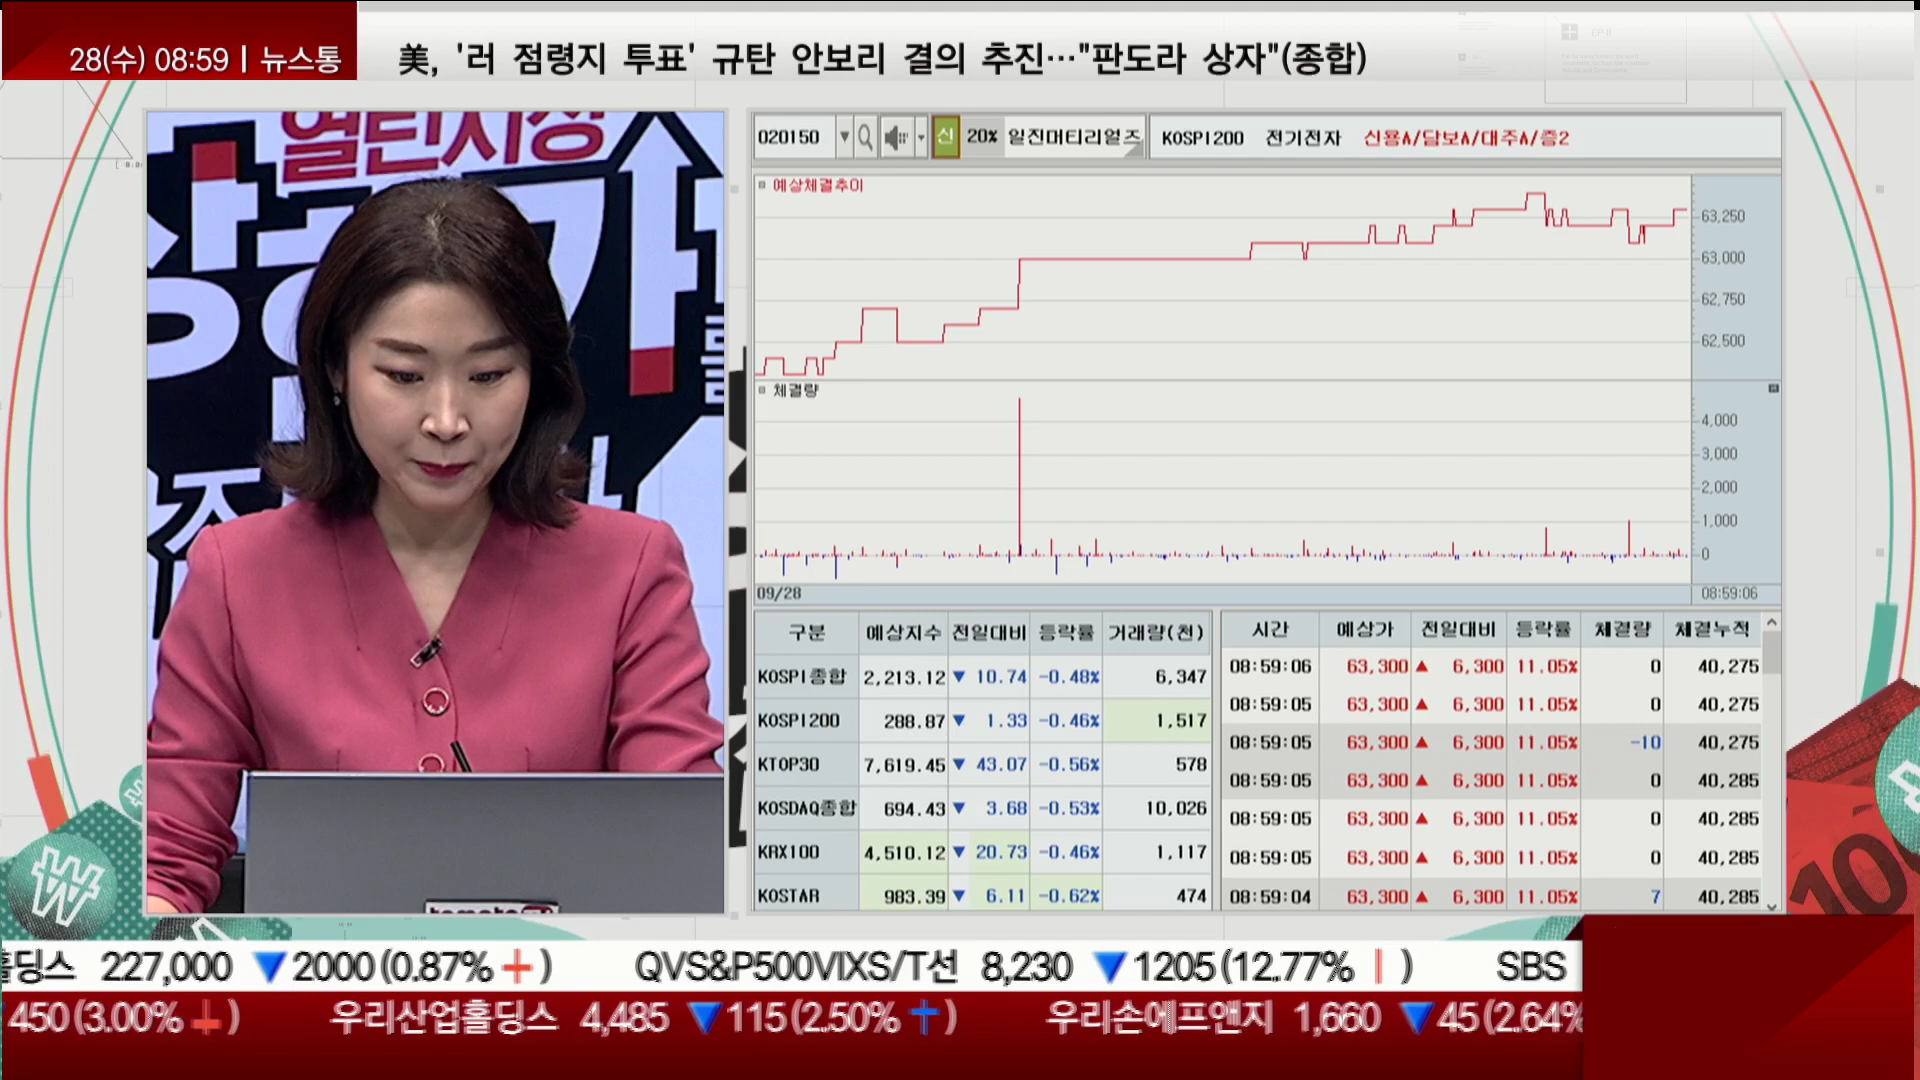 28(수) 08:59 | 뉴스통
美, '러 점령지 투표' 규탄 안보리 결의 추진…"판도라 상자"(종합)
열린시장
상승가
020150
신 20% 일진머티리얼즈
KOSPI200 전기전자 신용A/담보A/대주A/증2
예상체결추이
63,250
63,000
62,750
62,500
체결량
4,000
3,000
2,000
1,000
0
09/28
08:59:06
구분 예상지수 전일대비 등락률 거래량(천)
KOSPI종합 2,213.12 ▼ 10.74 -0.48% 6,347
KOSPI200 288.87 ▼ 1.33 -0.46% 1,517
KTOP30 7,619.45 ▼ 43.07 -0.56% 578
KOSDAQ종합 694.43 ▼ 3.68 -0.53% 10,026
KRX100 4,510.12 ▼ 20.73 -0.46% 1,117
KOSTAR 983.39 ▼ 6.11 -0.62% 474
시간 예상가 전일대비 등락률 체결량 체결누적
08:59:06 63,300 ▲ 6,300 11.05% 0 40,275
08:59:05 63,300 ▲ 6,300 11.05% 0 40,275
08:59:05 63,300 ▲ 6,300 11.05% -10 40,275
08:59:05 63,300 ▲ 6,300 11.05% 0 40,285
08:59:05 63,300 ▲ 6,300 11.05% 0 40,285
08:59:05 63,300 ▲ 6,300 11.05% 0 40,285
08:59:04 63,300 ▲ 6,300 11.05% 7 40,285
홀딩스 227,000 ▼2000(0.87% ) QVS&P500VIXS/T선 8,230 ▼1205(12.77% ) SBS
450(3.00% ) 우리산업홀딩스 4,485 ▼115(2.50% ) 우리손에프앤지 1,660 ▼45(2.64%